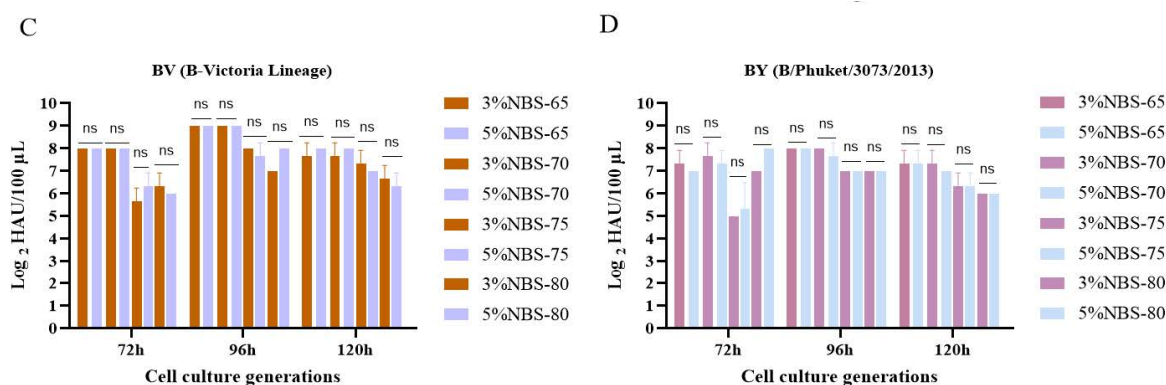 C
BV (B-Victoria Lineage)
Log 2 HAU/100 µL
10
9
8
7
6
5
4
3
2
1
0
ns ns ns ns ns ns ns ns ns ns ns ns
72h 96h 120h
Cell culture generations
3%NBS-65
5%NBS-65
3%NBS-70
5%NBS-70
3%NBS-75
5%NBS-75
3%NBS-80
5%NBS-80
D
BY (B/Phuket/3073/2013)
Log 2 HAU/100 µL
10
9
8
7
6
5
4
3
2
1
0
ns ns ns ns ns ns ns ns ns ns ns ns
72h 96h 120h
Cell culture generations
3%NBS-65
5%NBS-65
3%NBS-70
5%NBS-70
3%NBS-75
5%NBS-75
3%NBS-80
5%NBS-80